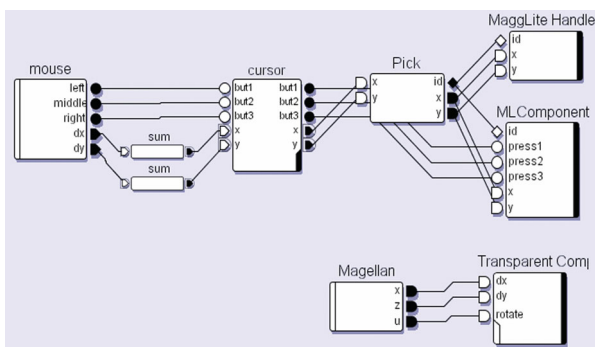 mouse
left
middle
right
dx
dy
sum
sum
cursor
but1
but2
but3
x
y
but1
but2
but3
x
y
Pick
x
y
id
x
y
MaggLite Handle
id
x
y
MLComponent
id
press1
press2
press3
x
y
Magellan
x
z
u
Transparent Comp
dx
dy
rotate